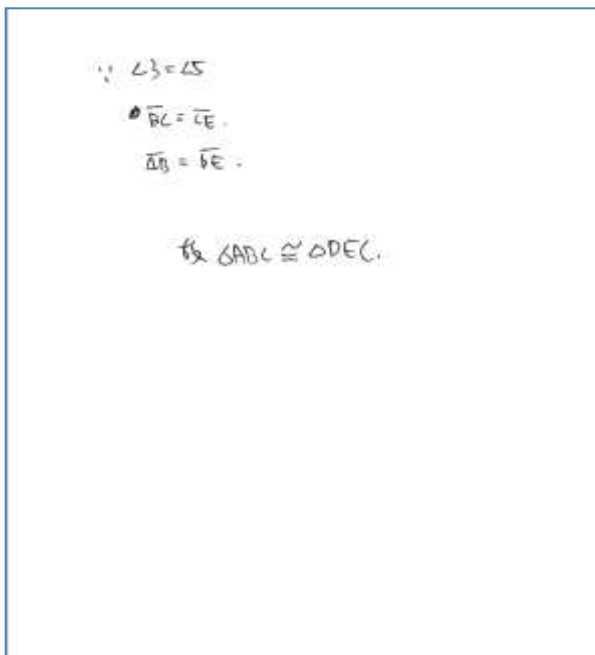 ∵ ∠3=∠5
BC̅ = CE̅ .
AB̅ = DE̅ .
故 △ABC ≅ △DEC.